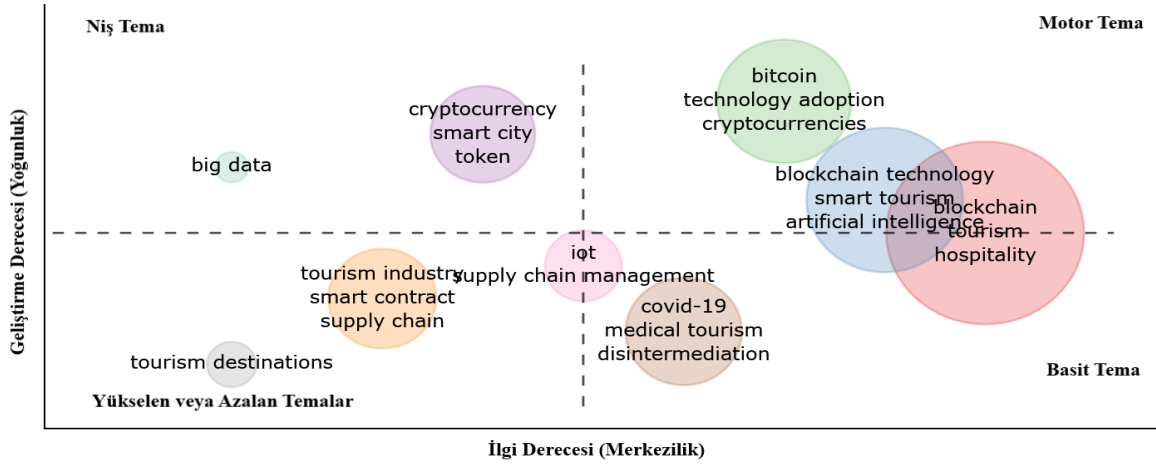 Niş Tema
Motor Tema
bitcoin
technology adoption
cryptocurrencies
cryptocurrency
smart city
token
big data
blockchain technology
smart tourism
artificial intelligence
blockchain
tourism
hospitality
iot
supply chain management
tourism industry
smart contract
supply chain
covid-19
medical tourism
disintermediation
tourism destinations
Basit Tema
Yükselen veya Azalan Temalar
Geliştirme Derecesi (Yoğunluk)
İlgi Derecesi (Merkezilik)